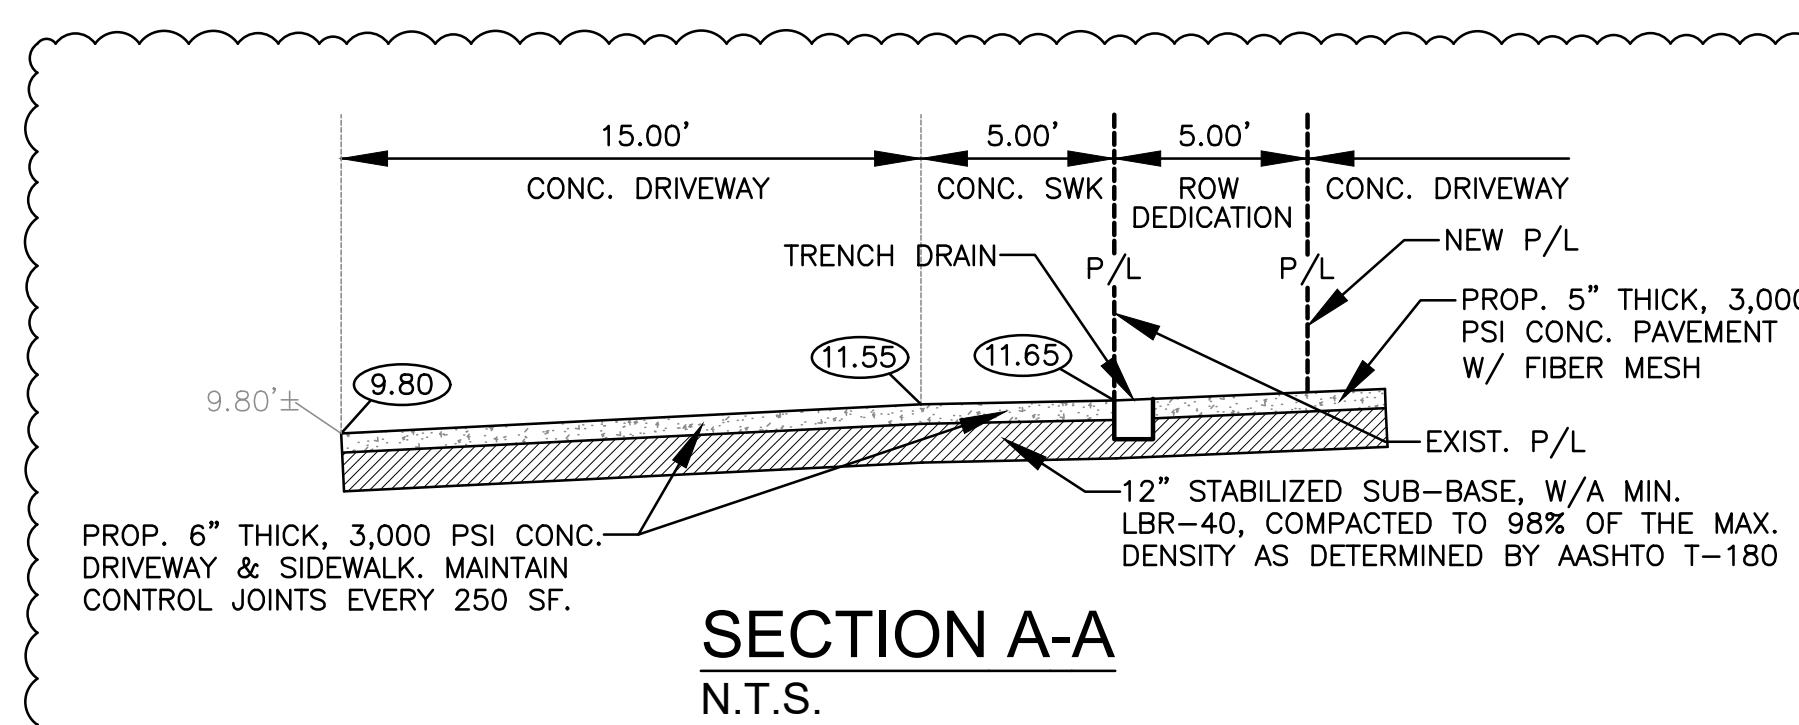 15.00' 5.00' 5.00'
CONC. DRIVEWAY CONC. SWK ROW CONC. DRIVEWAY
DEDICATION
TRENCH DRAIN P/L P/L NEW P/L
PROP. 5" THICK, 3,000
PSI CONC. PAVEMENT
W/ FIBER MESH
11.55 11.65
9.80'± 9.80
EXIST. P/L
12" STABILIZED SUB-BASE, W/A MIN.
LBR-40, COMPACTED TO 98% OF THE MAX.
DENSITY AS DETERMINED BY AASHTO T-180
PROP. 6" THICK, 3,000 PSI CONC.
DRIVEWAY & SIDEWALK. MAINTAIN
CONTROL JOINTS EVERY 250 SF.
SECTION A-A
N.T.S.